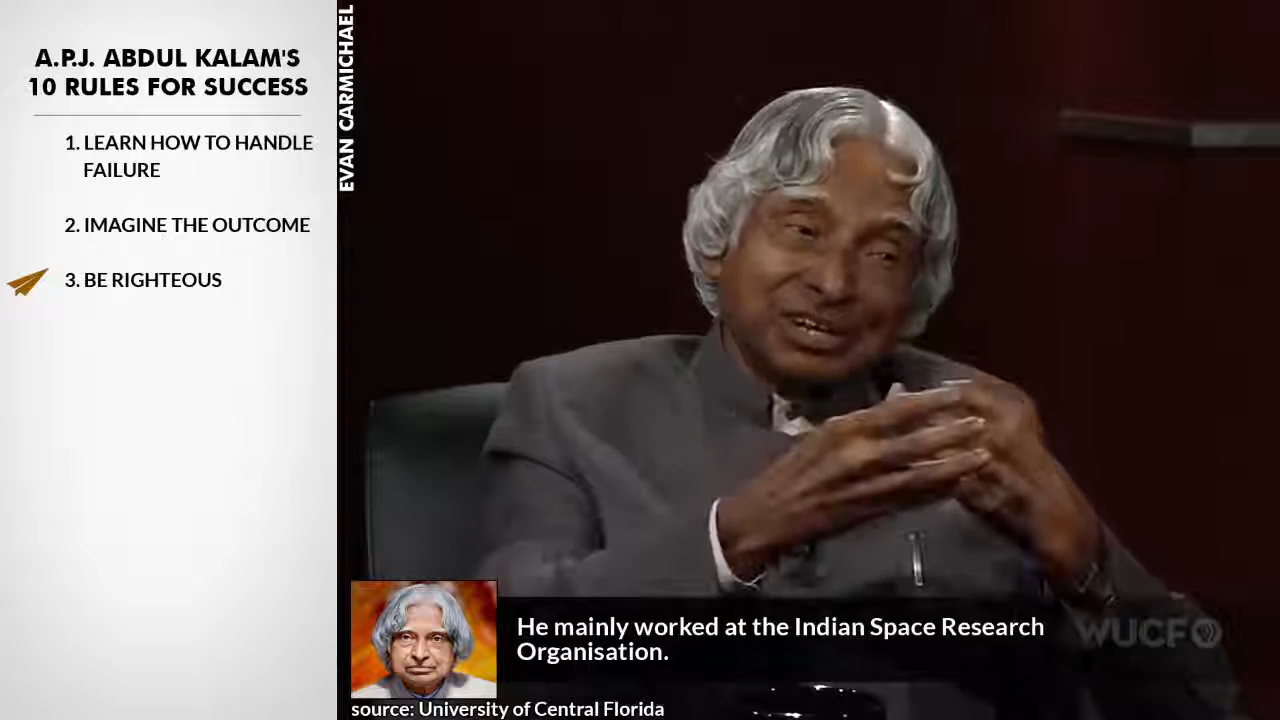 A.P.J. ABDUL KALAM'S
10 RULES FOR SUCCESS
1. LEARN HOW TO HANDLE
FAILURE
2. IMAGINE THE OUTCOME
3. BE RIGHTEOUS
EVAN CARMICHAEL
He mainly worked at the Indian Space Research
Organisation.
WUCF
source: University of Central Florida